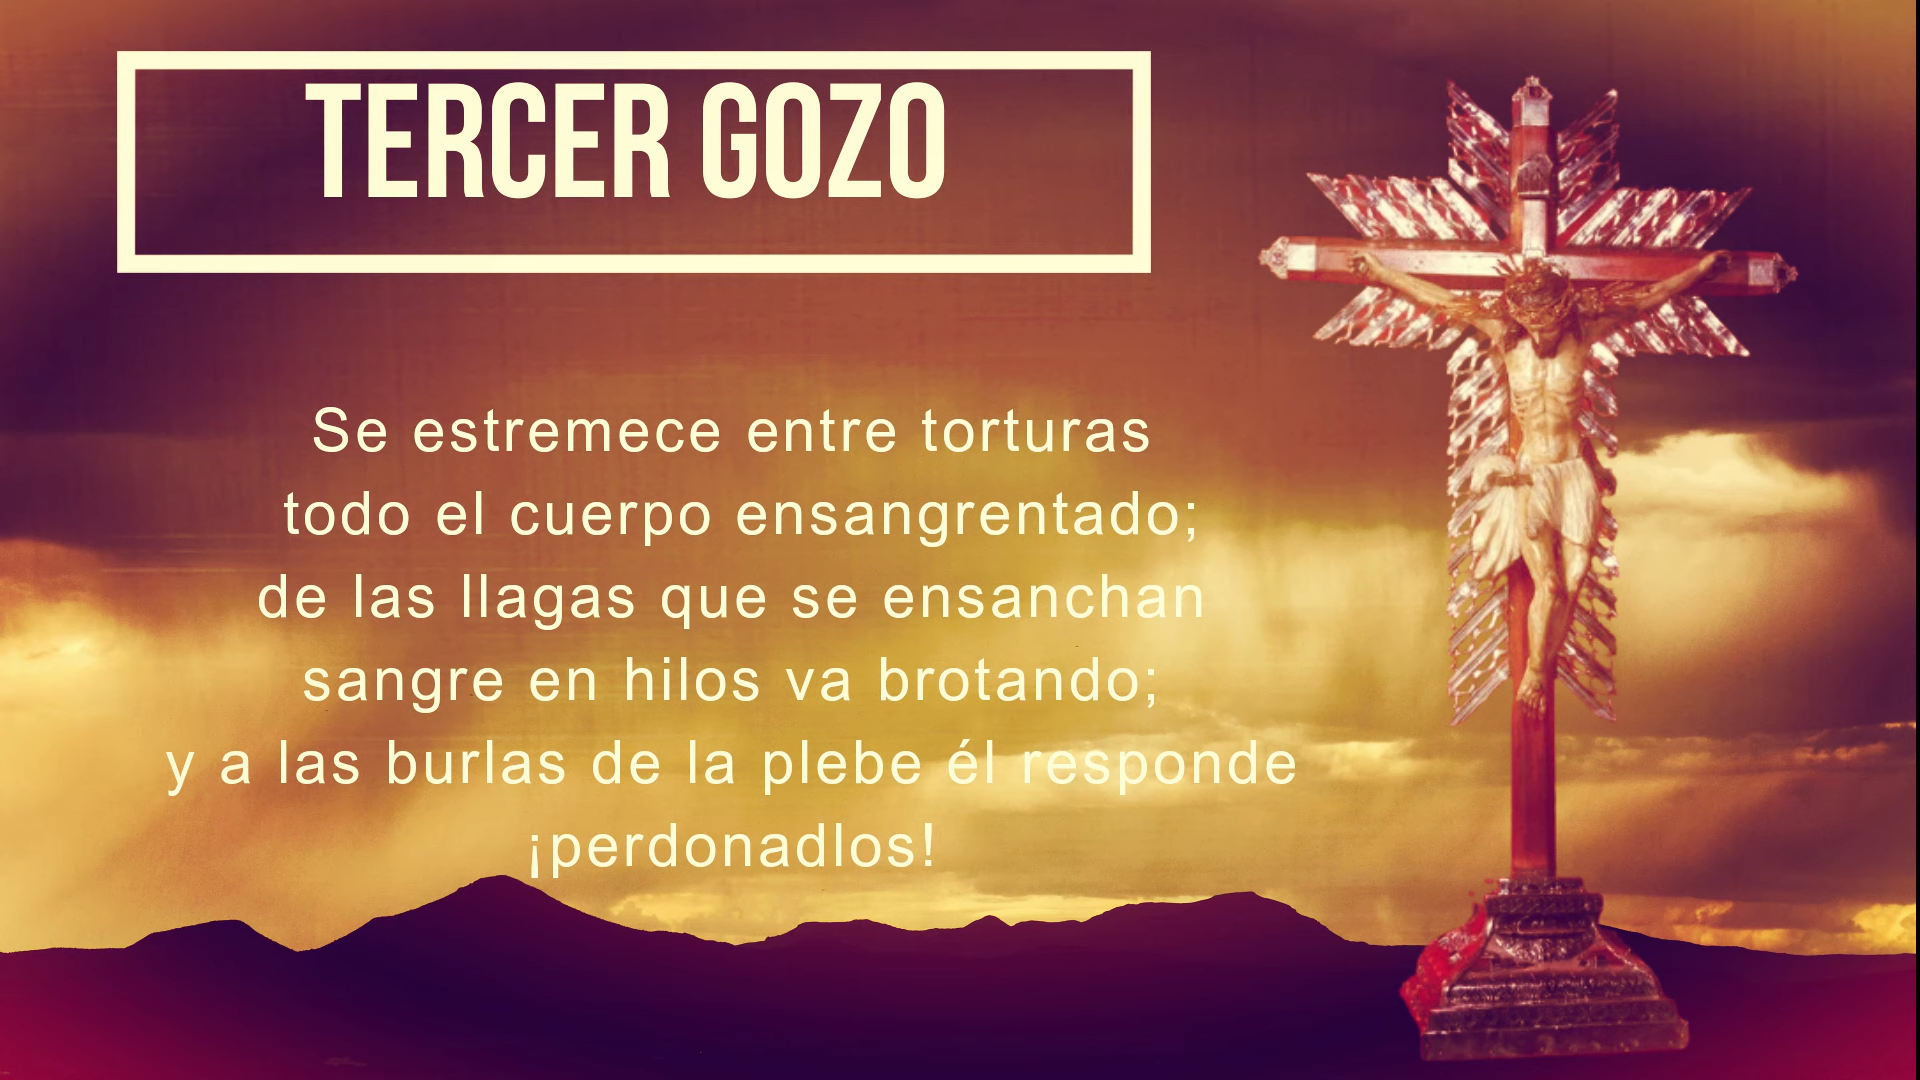 TERCER GOZO
Se estremece entre torturas
todo el cuerpo ensangrentado;
de las llagas que se ensanchan
sangre en hilos va brotando;
y a las burlas de la plebe él responde
¡perdonadlos!